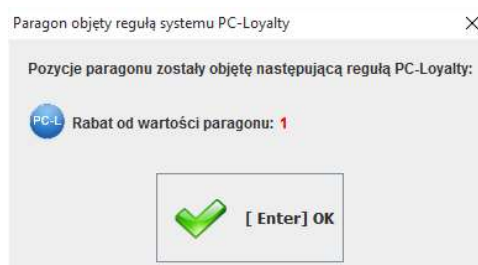 Paragon objęty regułą systemu PC-Loyalty
Pozycje paragonu zostały objętę następującą regułą PC-Loyalty:
PC-L Rabat od wartości paragonu: 1
[ Enter] OK